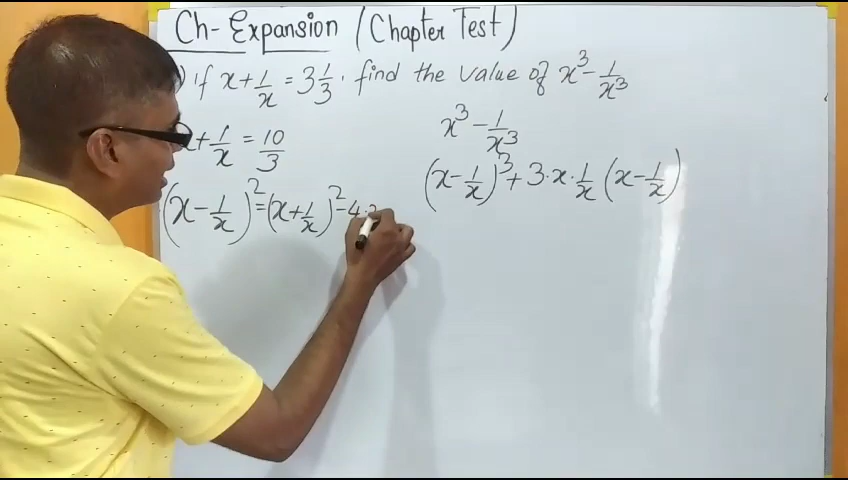 Ch- Expansion (Chapter Test)
) if x + 1/x = 3 1/3, find the value of x³ - 1/x³
+ 1/x = 10/3
x³ - 1/x³
(x - 1/x)² = (x + 1/x)² - 4·
(x - 1/x)³ + 3·x·1/x (x - 1/x)